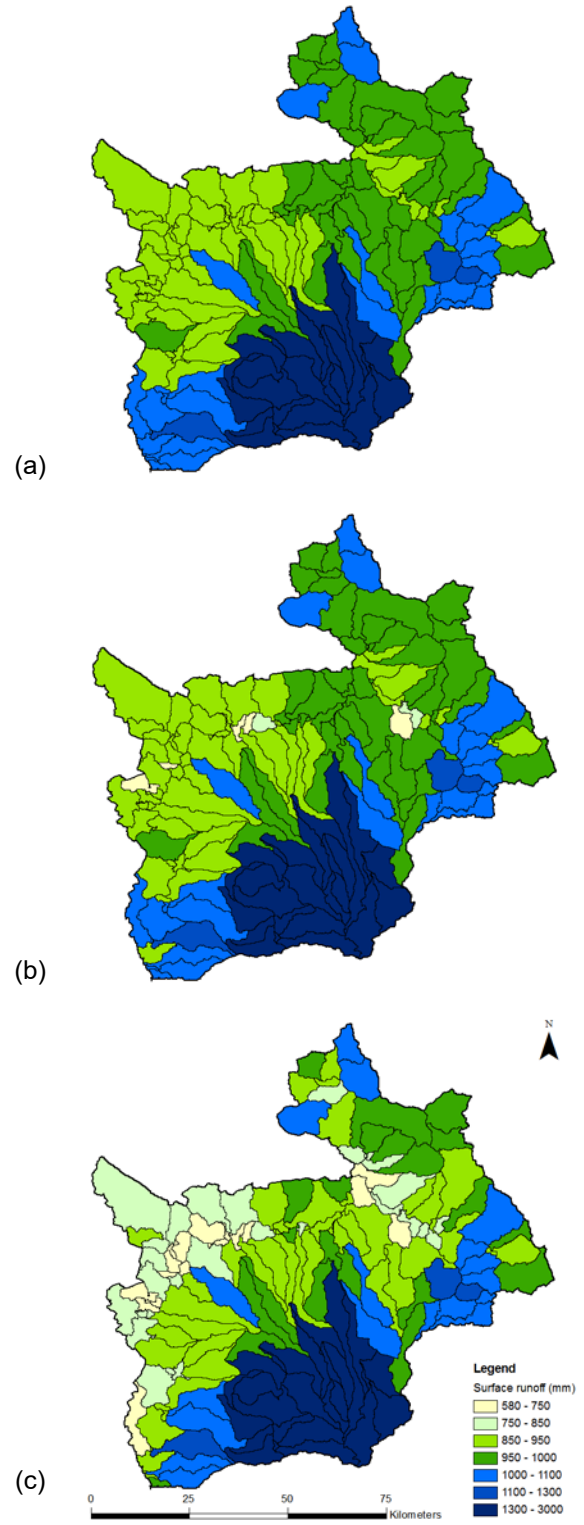 (a)
(b)
N
(c)
Legend
Surface runoff (mm)
580 - 750
750 - 850
850 - 950
950 - 1000
1000 - 1100
1100 - 1300
1300 - 3000
0 25 50 75
Kilometers